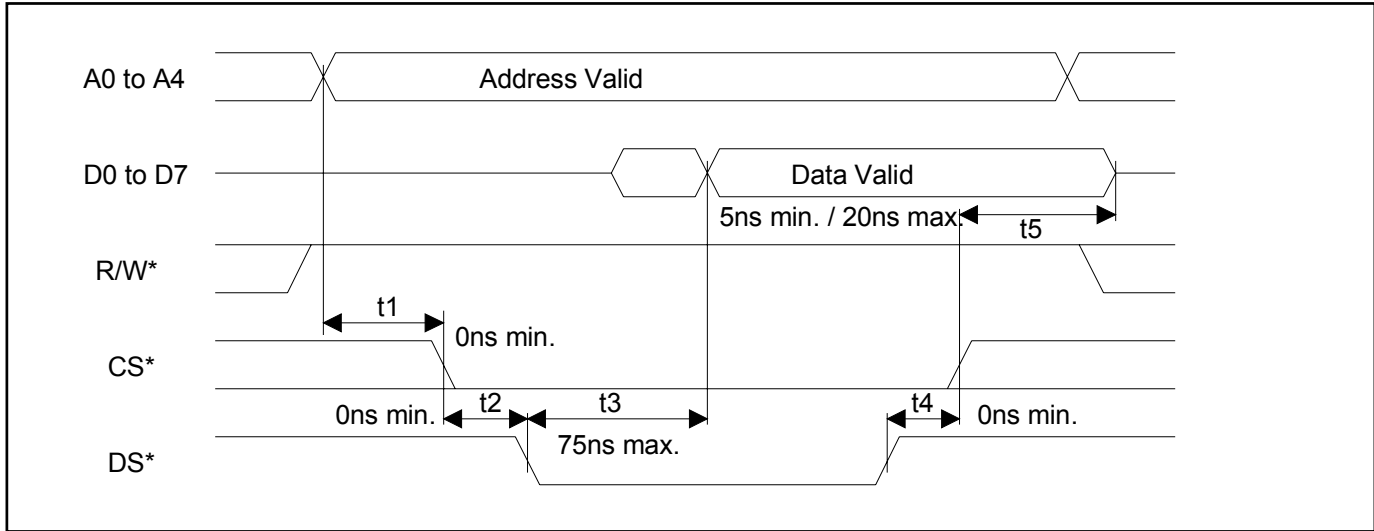 A0 to A4
Address Valid
D0 to D7
Data Valid
5ns min. / 20ns max.
t5
R/W*
t1
0ns min.
CS*
0ns min.
t2
t3
t4
0ns min.
75ns max.
DS*